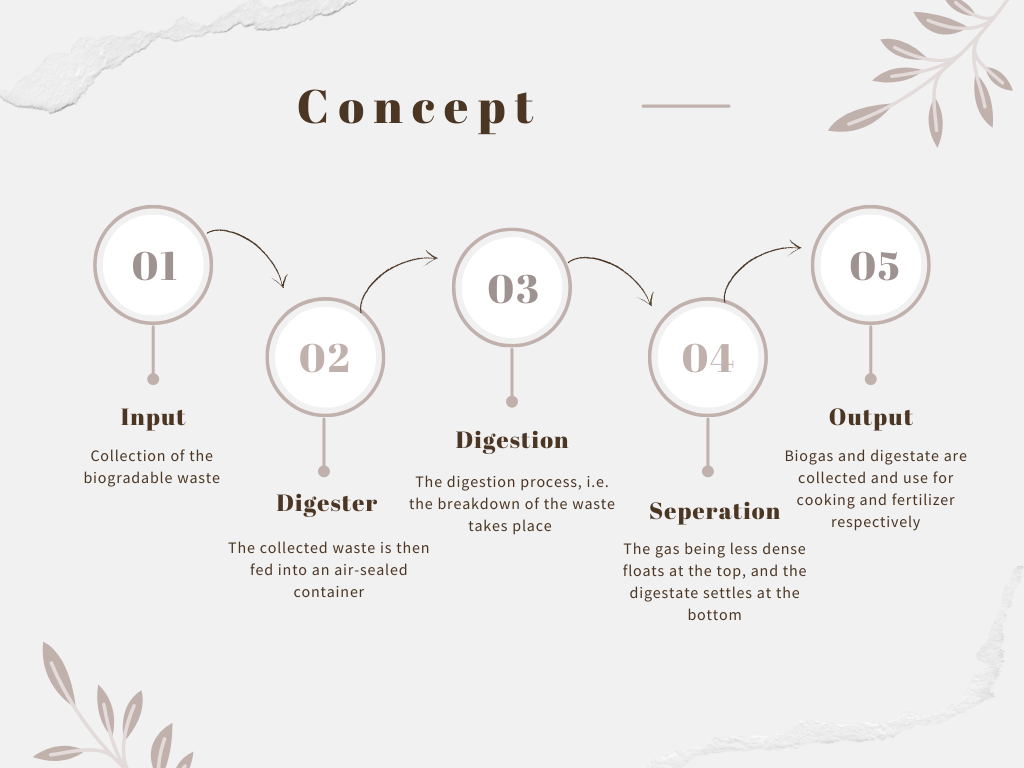 Concept
01
Input
Collection of the
biogradable waste
02
Digester
The collected waste is then
fed into an air-sealed
container
03
Digestion
The digestion process, i.e.
the breakdown of the waste
takes place
04
Seperation
The gas being less dense
floats at the top, and the
digestate settles at the
bottom
05
Output
Biogas and digestate are
collected and use for
cooking and fertilizer
respectively